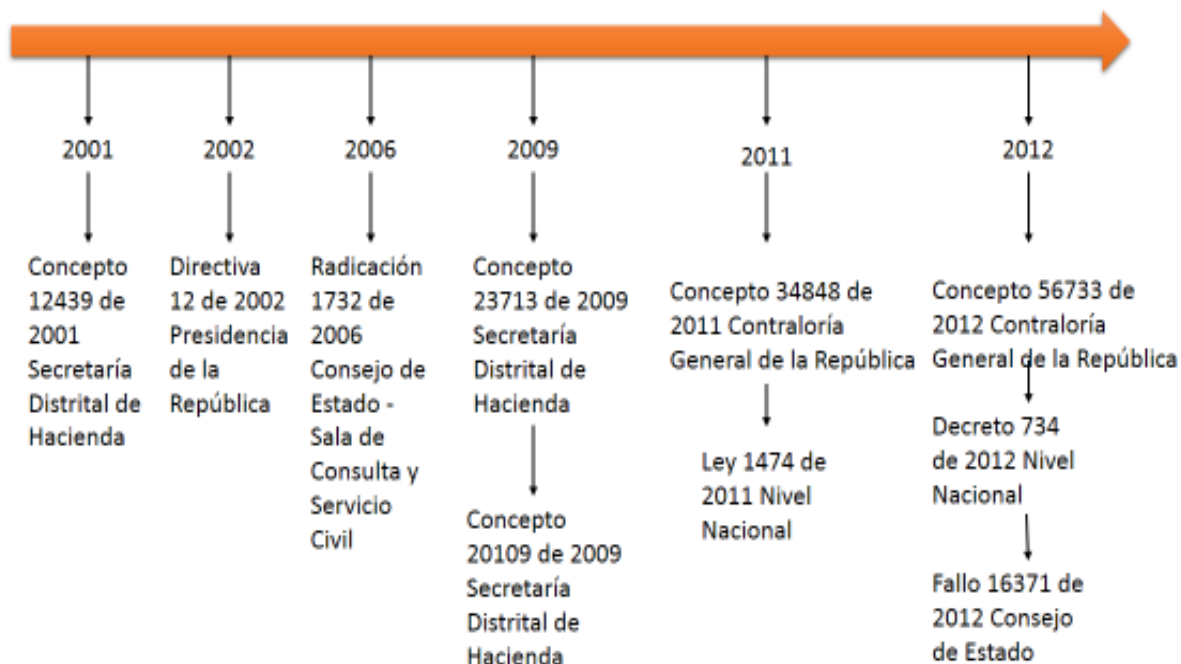 2001
Concepto
12439 de
2001
Secretaría
Distrital de
Hacienda
2002
Directiva
12 de 2002
Presidencia
de la
República
2006
Radicación
1732 de
2006
Consejo de
Estado -
Sala de
Consulta y
Servicio
Civil
2009
Concepto
23713 de 2009
Secretaría
Distrital de
Hacienda
Concepto
20109 de 2009
Secretaría
Distrital de
Hacienda
2011
Concepto 34848 de
2011 Contraloría
General de la República
Ley 1474 de
2011 Nivel
Nacional
2012
Concepto 56733 de
2012 Contraloría
General de la República
Decreto 734
de 2012 Nivel
Nacional
Fallo 16371 de
2012 Consejo
de Estado